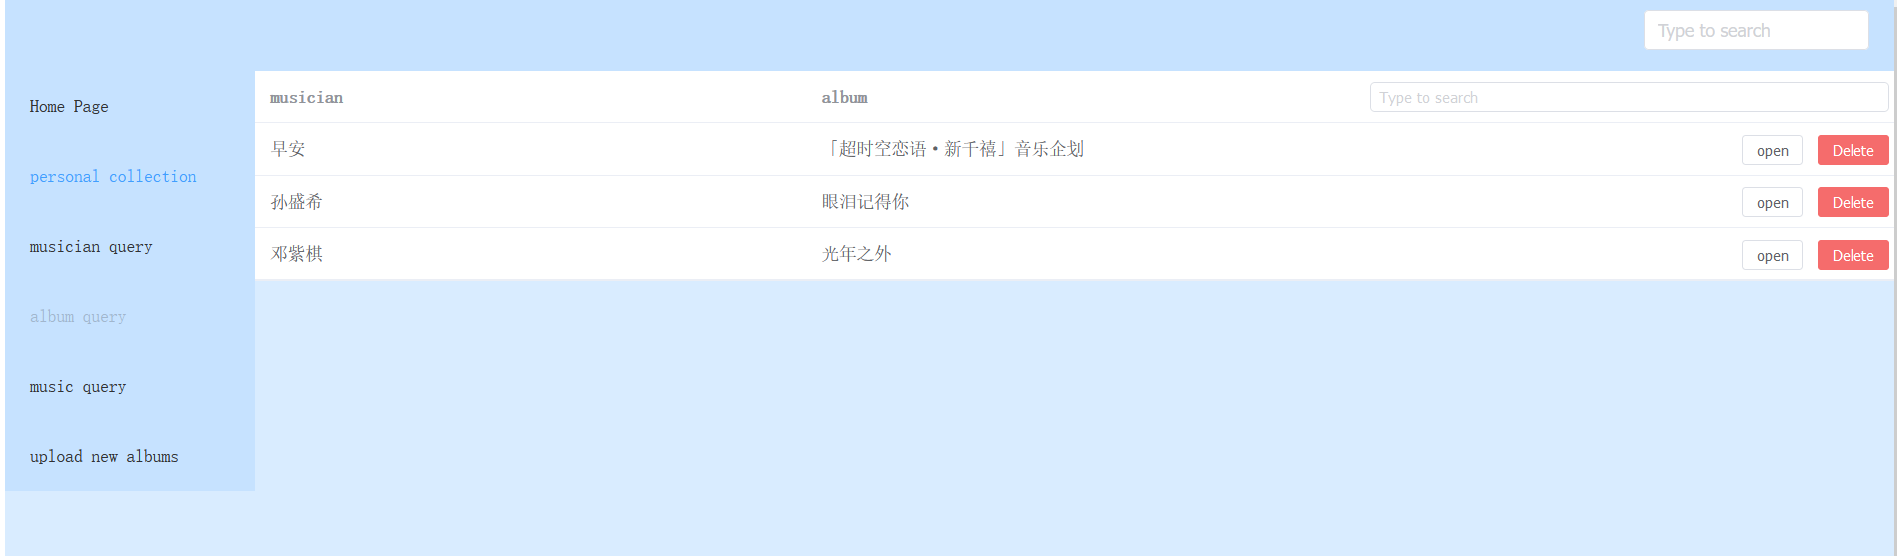 Type to search
Home Page
personal collection
musician query
album query
music query
upload new albums
musician album Type to search
早安 「超时空恋语·新千禧」音乐企划 open Delete
孙盛希 眼泪记得你 open Delete
邓紫棋 光年之外 open Delete